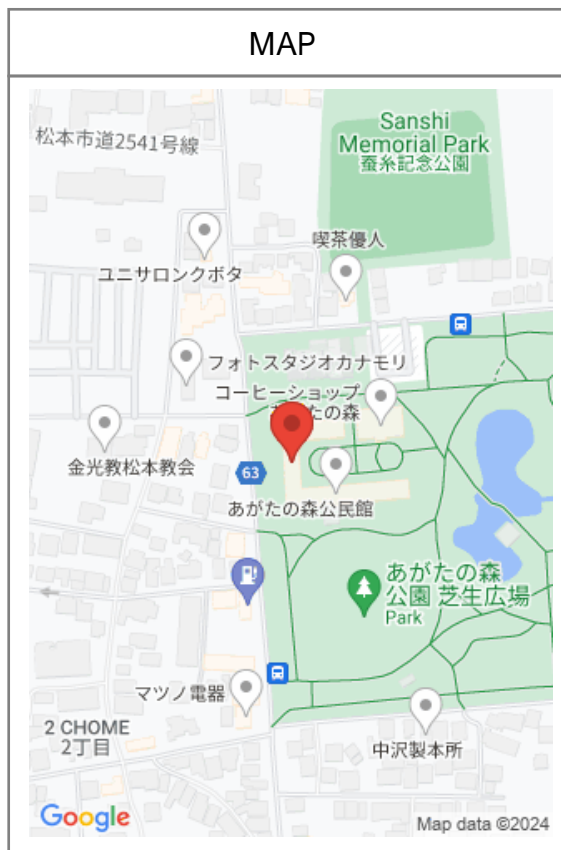 MAP
Sanshi
Memorial Park
蚕糸記念公園
松本市道2541号線
喫茶優人
ユニサロンクボタ
フォトスタジオカナモリ
コーヒーショップ
あがたの森
金光教松本教会
63
あがたの森公民館
あがたの森
公園 芝生広場
Park
マツノ電器
2 CHOME
2丁目
中沢製本所
Google
Map data ©2024